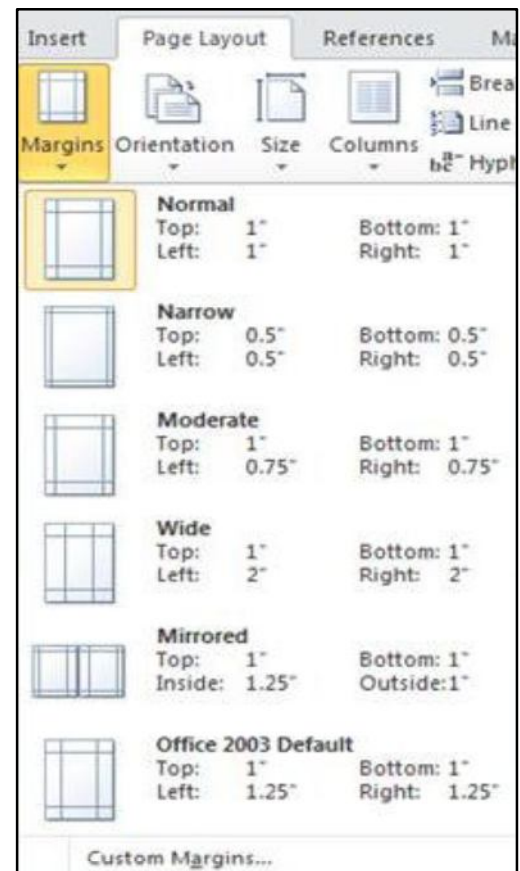 Insert Page Layout References
Margins Orientation Size Columns
Brea
Line
Hyph
Normal
Top: 1" Bottom: 1"
Left: 1" Right: 1"
Narrow
Top: 0.5" Bottom: 0.5"
Left: 0.5" Right: 0.5"
Moderate
Top: 1" Bottom: 1"
Left: 0.75" Right: 0.75"
Wide
Top: 1" Bottom: 1"
Left: 2" Right: 2"
Mirrored
Top: 1" Bottom: 1"
Inside: 1.25" Outside: 1"
Office 2003 Default
Top: 1" Bottom: 1"
Left: 1.25" Right: 1.25"
Custom Margins...